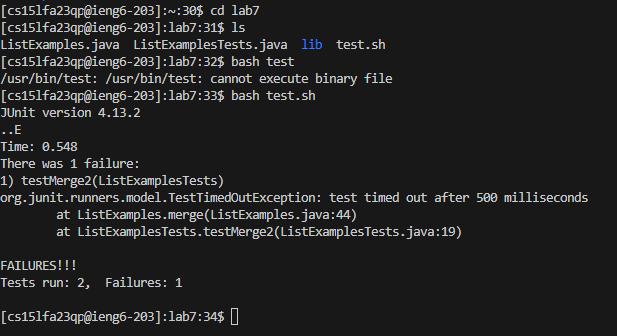 [cs15lfa23qp@ieng6-203]:~:30$ cd lab7
[cs15lfa23qp@ieng6-203]:lab7:31$ ls
ListExamples.java  ListExamplesTests.java  lib  test.sh
[cs15lfa23qp@ieng6-203]:lab7:32$ bash test
/usr/bin/test: /usr/bin/test: cannot execute binary file
[cs15lfa23qp@ieng6-203]:lab7:33$ bash test.sh
JUnit version 4.13.2
..E
Time: 0.548
There was 1 failure:
1) testMerge2(ListExamplesTests)
org.junit.runners.model.TestTimedOutException: test timed out after 500 milliseconds
        at ListExamples.merge(ListExamples.java:44)
        at ListExamplesTests.testMerge2(ListExamplesTests.java:19)

FAILURES!!!
Tests run: 2,  Failures: 1

[cs15lfa23qp@ieng6-203]:lab7:34$